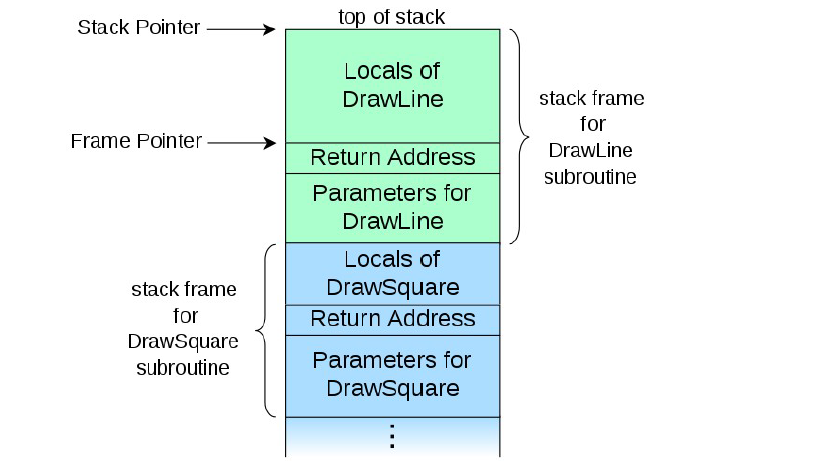 top of stack
Stack Pointer
Locals of
DrawLine
stack frame
for
DrawLine
subroutine
Frame Pointer
Return Address
Parameters for
DrawLine
Locals of
DrawSquare
stack frame
for
DrawSquare
subroutine
Return Address
Parameters for
DrawSquare
⋮